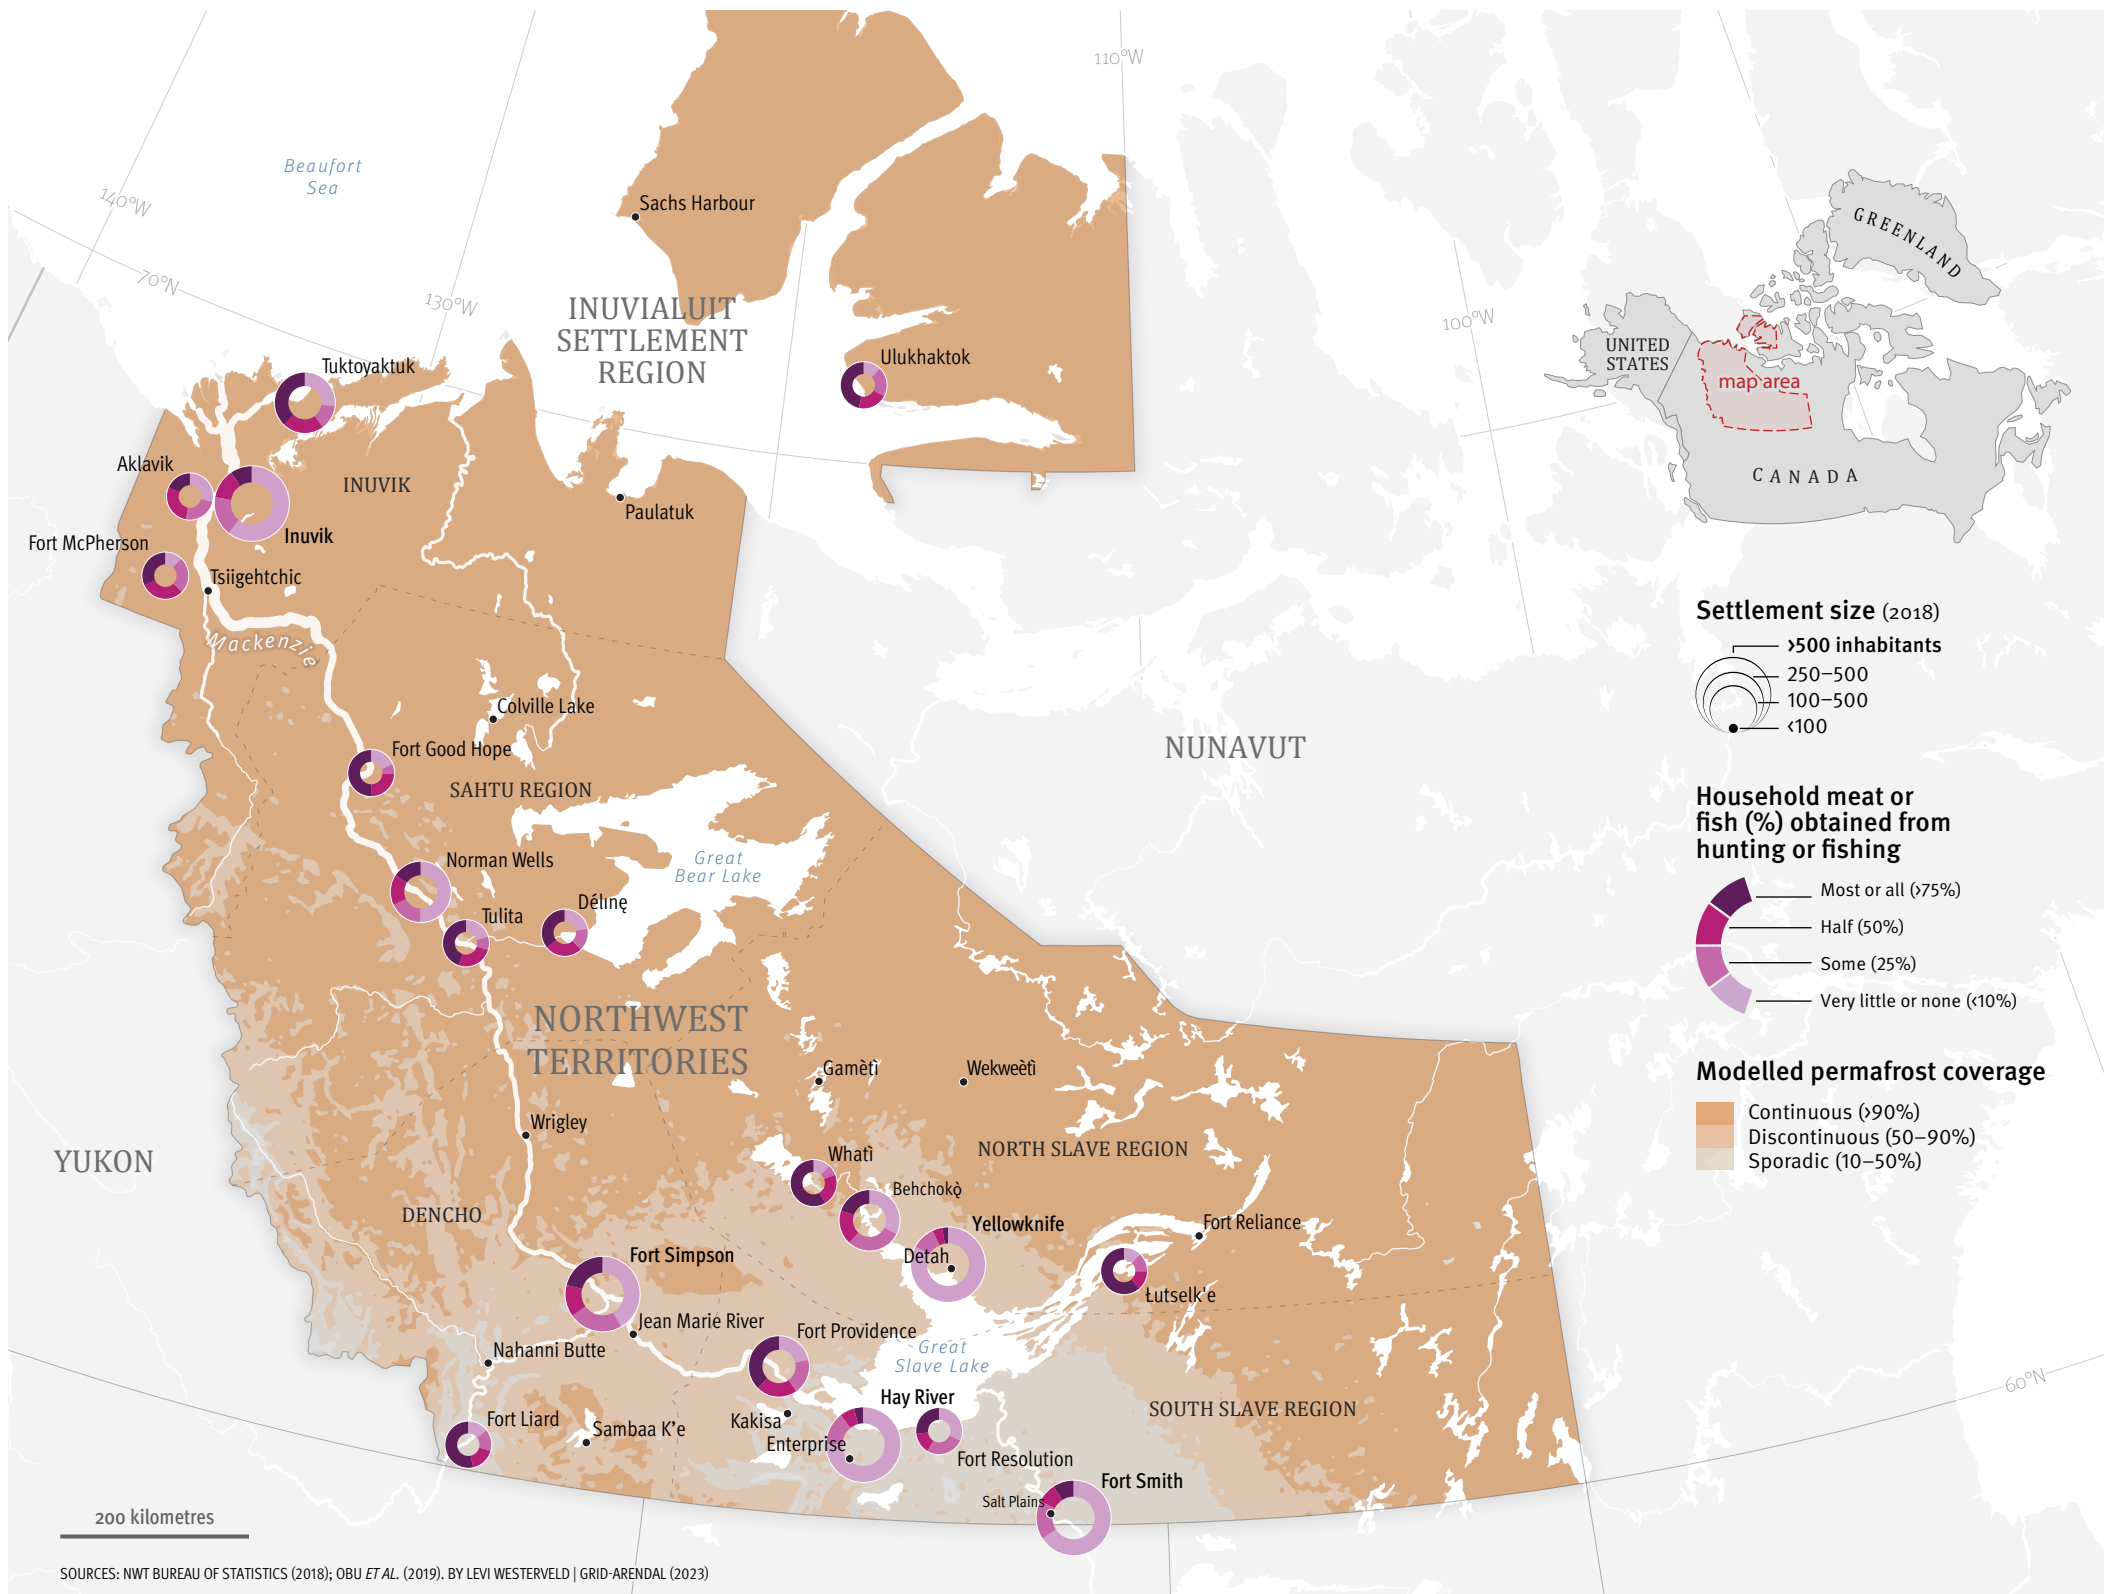 110°W
Beaufort
Sea
140°W
Sachs Harbour
GREENLAND
70°N
130°W
INUVIALUIT
SETTLEMENT
REGION
100°W
UNITED
STATES
map area
CANADA
Tuktoyaktuk
Ulukhaktok
Aklavik
INUVIK
Inuvik
Paulatuk
Fort McPherson
Tsiigehtchic
Mackenzie
Colville Lake
Fort Good Hope
SAHTU REGION
NUNAVUT
Norman Wells
Great
Bear Lake
Tulita
Délı̨nę
NORTHWEST
TERRITORIES
Gamètì
Wekweètì
Wrigley
YUKON
NORTH SLAVE REGION
Whatì
Behchokǫ̀
DENCHO
Yellowknife
Fort Reliance
Fort Simpson
Detah
Łutselk'e
Jean Marie River
Fort Providence
Nahanni Butte
Great
Slave Lake
Hay River
60°N
Fort Liard
Sambaa K'e
Kakisa
Enterprise
SOUTH SLAVE REGION
Fort Resolution
Fort Smith
Salt Plains
Settlement size (2018)
>500 inhabitants
250–500
100–500
<100
Household meat or
fish (%) obtained from
hunting or fishing
Most or all (>75%)
Half (50%)
Some (25%)
Very little or none (<10%)
Modelled permafrost coverage
Continuous (>90%)
Discontinuous (50–90%)
Sporadic (10–50%)
200 kilometres
SOURCES: NWT BUREAU OF STATISTICS (2018); OBU ET AL. (2019). BY LEVI WESTERVELD | GRID-ARENDAL (2023)